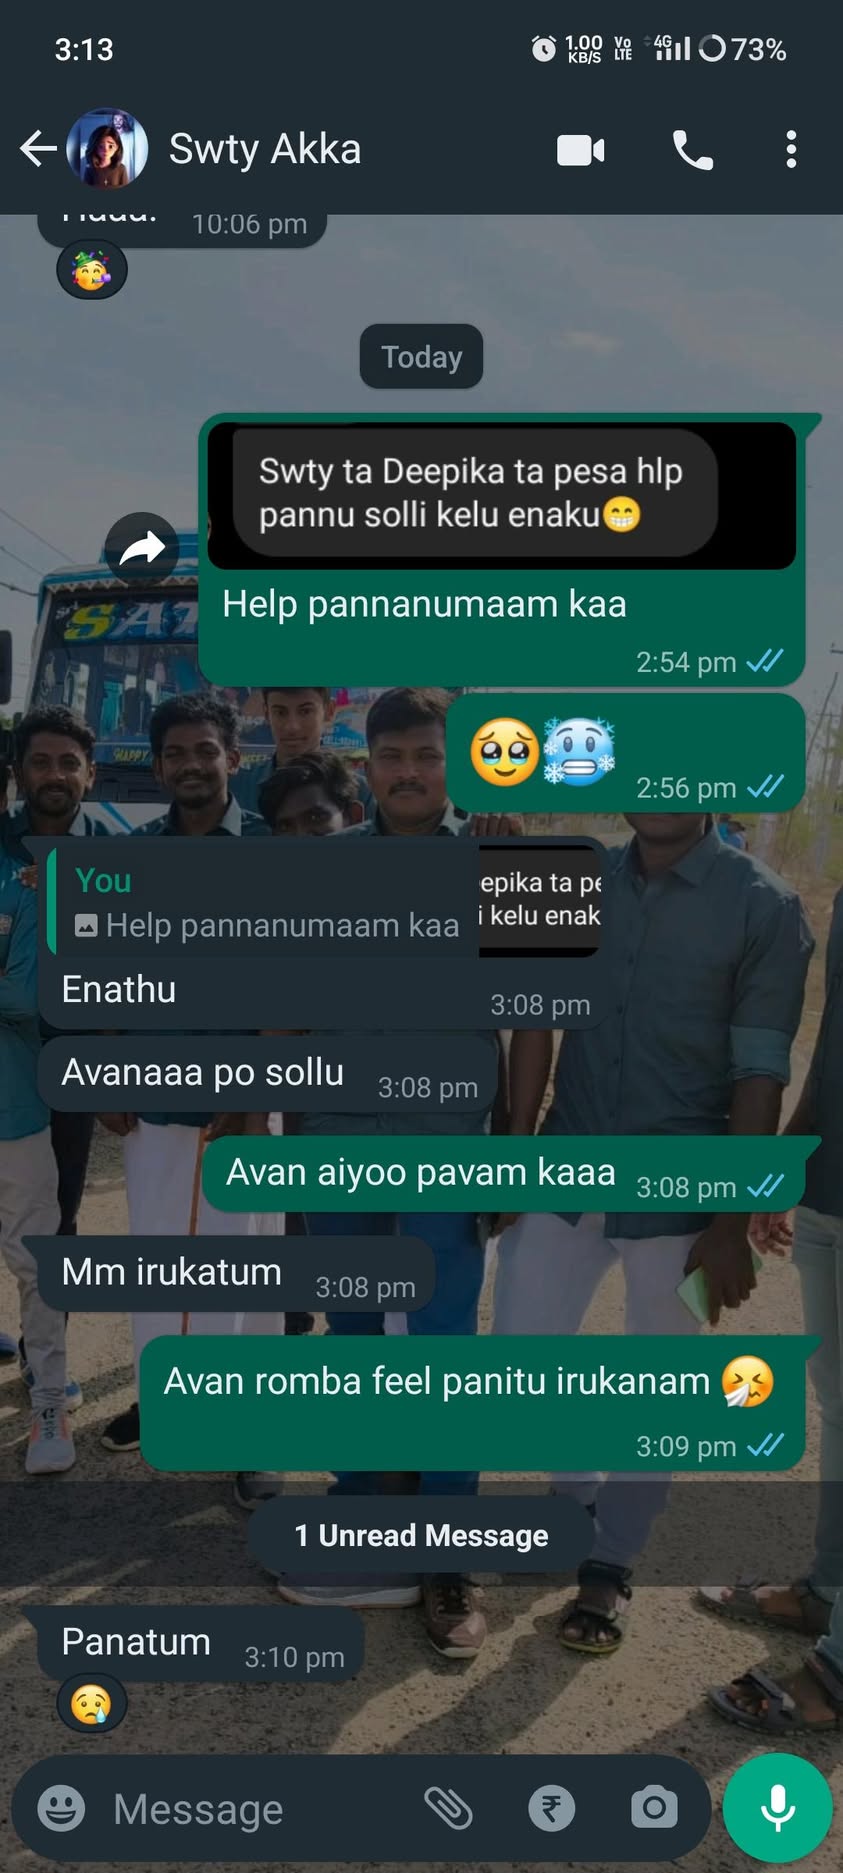 3:13
1.00 KB/S Vo LTE 4G 73%
Swty Akka
10:06 pm
🥳
Today
Swty ta Deepika ta pesa hlp
pannu solli kelu enaku😁
Help pannanumaam kaa
2:54 pm
🥹🥶
2:56 pm
You
Help pannanumaam kaa
epika ta pe
i kelu enak
Enathu
3:08 pm
Avanaaa po sollu 3:08 pm
Avan aiyoo pavam kaaa 3:08 pm
Mm irukatum 3:08 pm
Avan romba feel panitu irukanam 🤧
3:09 pm
1 Unread Message
Panatum 3:10 pm
😢
Message